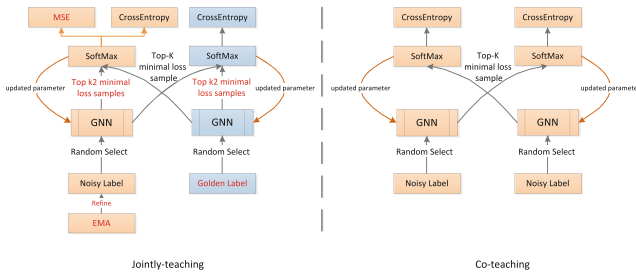 MSE
CrossEntropy
CrossEntropy
SoftMax
Top-K
minimal loss
sample
SoftMax
updated parameter
Top k2 minimal
loss samples
Top k2 minimal
loss samples
updated parameter
GNN
GNN
Random Select
Random Select
Noisy Label
Golden Label
Refine
EMA
Jointly-teaching
CrossEntropy
CrossEntropy
SoftMax
Top-K
minimal loss
sample
SoftMax
updated parameter
updated paramete
GNN
GNN
Random Select
Random Select
Noisy Label
Noisy Label
Co-teaching